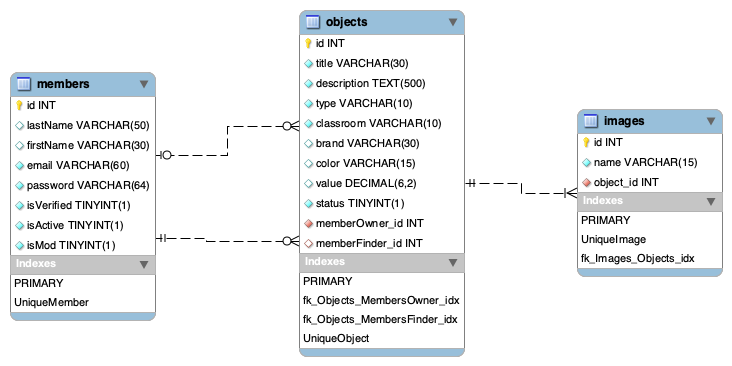 members
id INT
lastName VARCHAR(50)
firstName VARCHAR(30)
email VARCHAR(60)
password VARCHAR(64)
isVerified TINYINT(1)
isActive TINYINT(1)
isMod TINYINT(1)
Indexes
PRIMARY
UniqueMember
objects
id INT
title VARCHAR(30)
description TEXT(500)
type VARCHAR(10)
classroom VARCHAR(10)
brand VARCHAR(30)
color VARCHAR(15)
value DECIMAL(6,2)
status TINYINT(1)
memberOwner_id INT
memberFinder_id INT
Indexes
PRIMARY
fk_Objects_MembersOwner_idx
fk_Objects_MembersFinder_idx
UniqueObject
images
id INT
name VARCHAR(15)
object_id INT
Indexes
PRIMARY
UniqueImage
fk_Images_Objects_idx